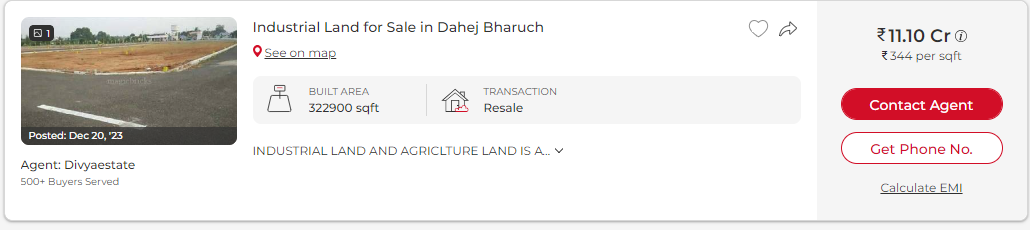 1
magicbricks
Posted: Dec 20, '23
Agent: Divyaestate
500+ Buyers Served
Industrial Land for Sale in Dahej Bharuch
See on map
BUILT AREA
322900 sqft
TRANSACTION
Resale
INDUSTRIAL LAND AND AGRICLTURE LAND IS A...
₹11.10 Cr
₹344 per sqft
Contact Agent
Get Phone No.
Calculate EMI